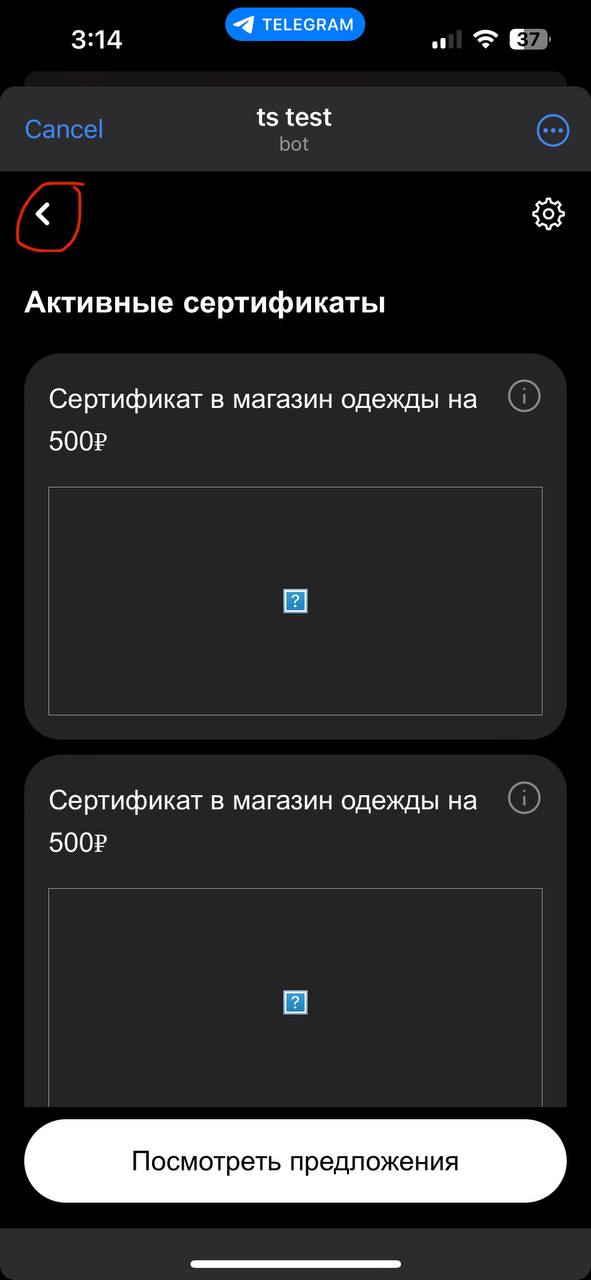 3:14
TELEGRAM
37
Cancel
ts test
bot
Активные сертификаты
Сертификат в магазин одежды на
500₽
?
Сертификат в магазин одежды на
500₽
?
Посмотреть предложения